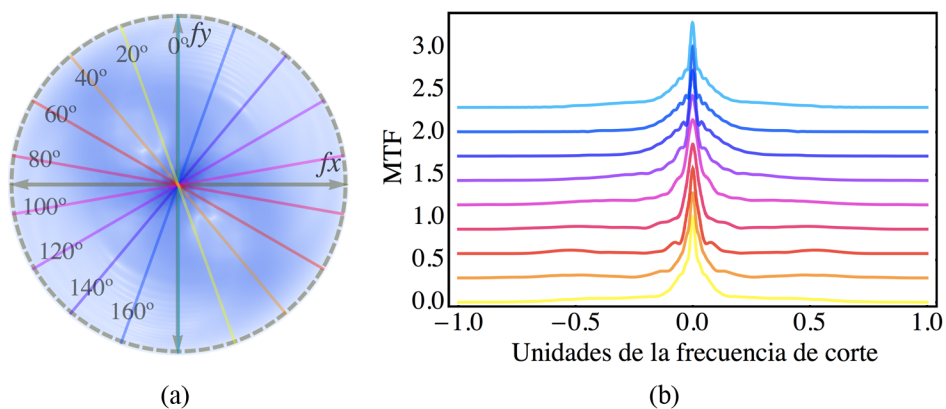 0º
fy
20º
40º
60º
80º
fx
100º
120º
140º
160º
(a)
MTF
3.0
2.5
2.0
1.5
1.0
0.5
0.0
−1.0 −0.5 0.0 0.5 1.0
Unidades de la frecuencia de corte
(b)